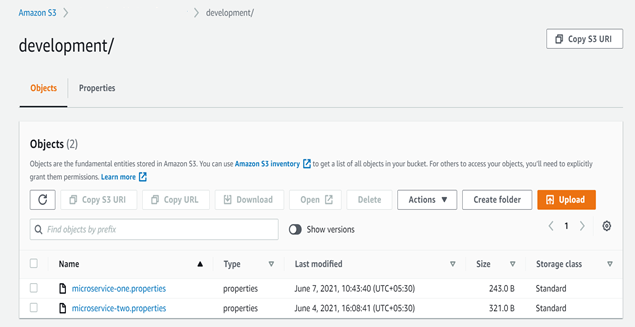 Amazon S3 > > development/
development/
Copy S3 URI
Objects Properties
Objects (2)
Objects are the fundamental entities stored in Amazon S3. You can use Amazon S3 inventory to get a list of all objects in your bucket. For others to access your objects, you'll need to explicitly
grant them permissions. Learn more
Copy S3 URI Copy URL Download Open Delete Actions Create folder Upload
Find objects by prefix Show versions < 1 >
Name Type Last modified Size Storage class
microservice-one.properties properties June 7, 2021, 10:43:40 (UTC+05:30) 243.0 B Standard
microservice-two.properties properties June 4, 2021, 16:08:41 (UTC+05:30) 321.0 B Standard